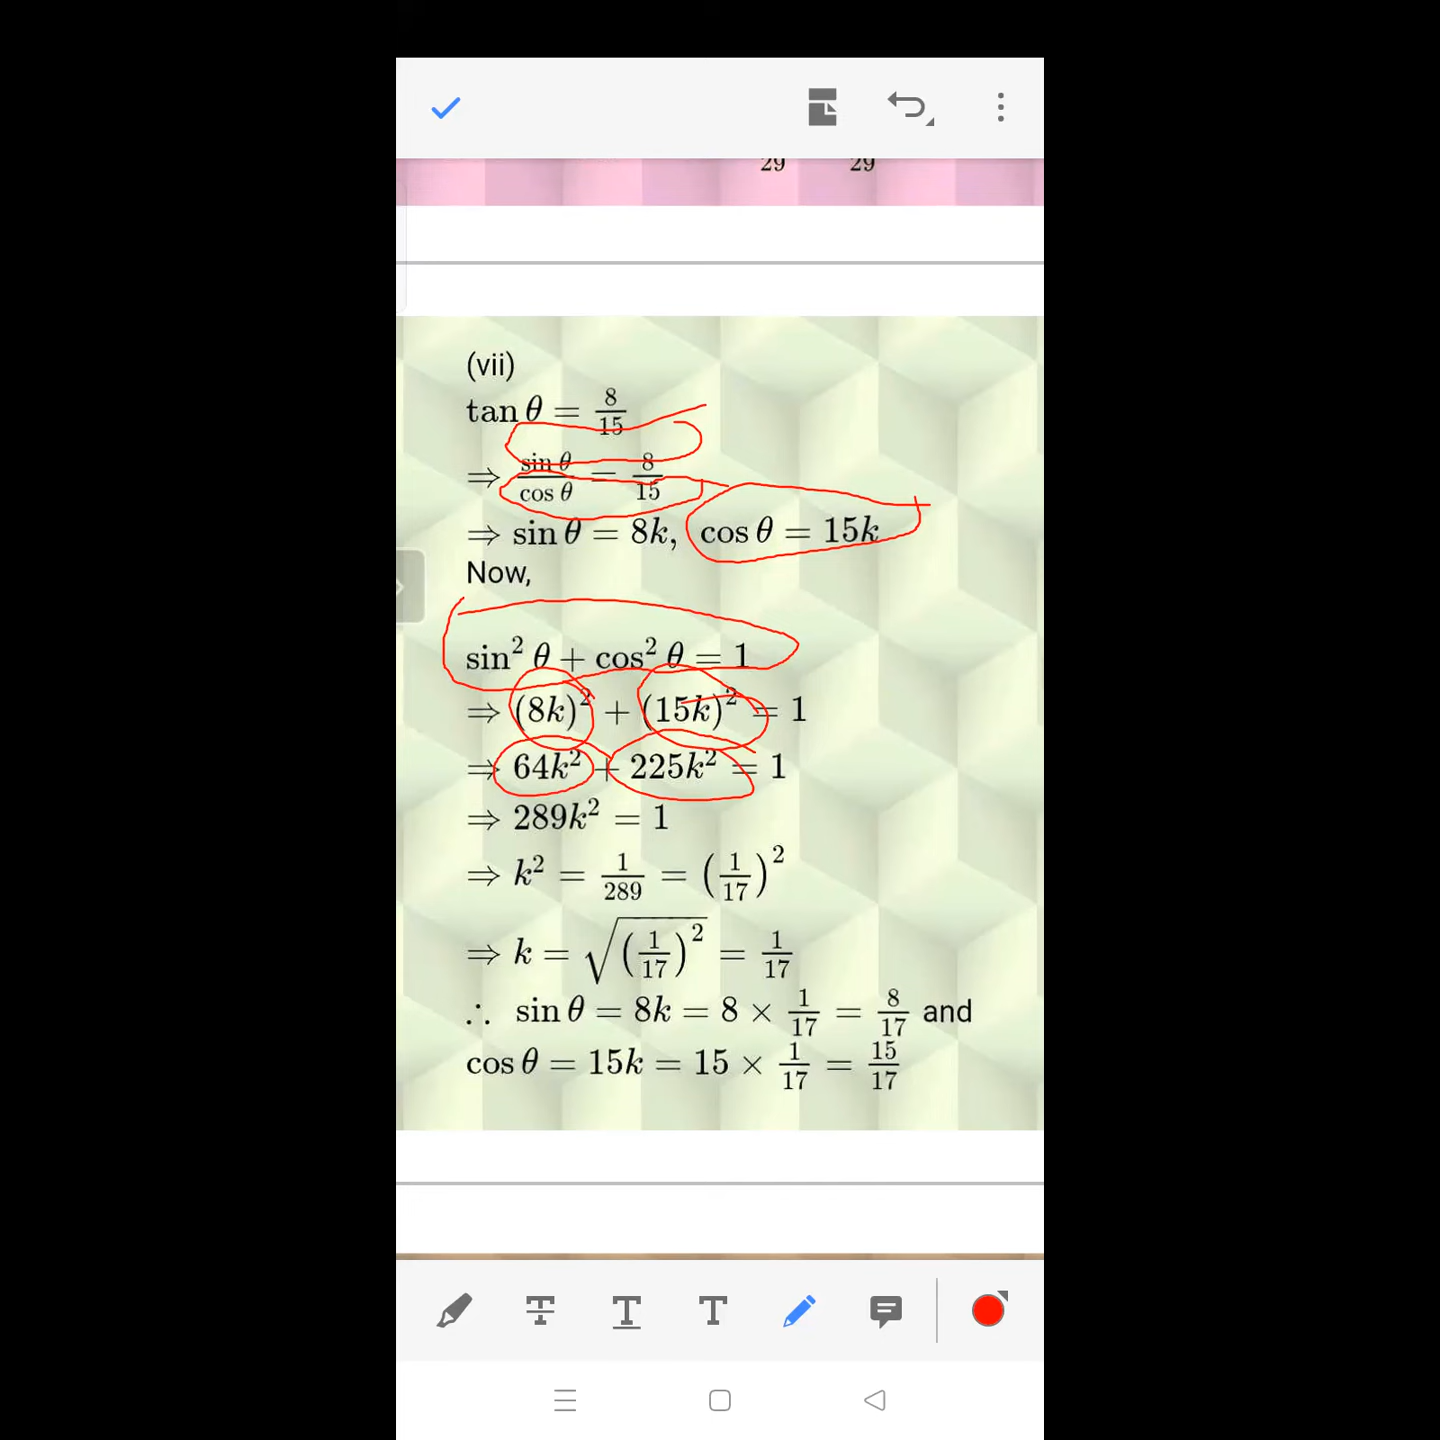 29 29
(vii)
tan θ = 8/15
⇒ sin θ/cos θ = 8/15
⇒ sin θ = 8k, cos θ = 15k
Now,
sin² θ + cos² θ = 1
⇒ (8k)² + (15k)² = 1
⇒ 64k² + 225k² = 1
⇒ 289k² = 1
⇒ k² = 1/289 = (1/17)²
⇒ k = √(1/17)² = 1/17
∴ sin θ = 8k = 8 × 1/17 = 8/17 and
cos θ = 15k = 15 × 1/17 = 15/17
T T T